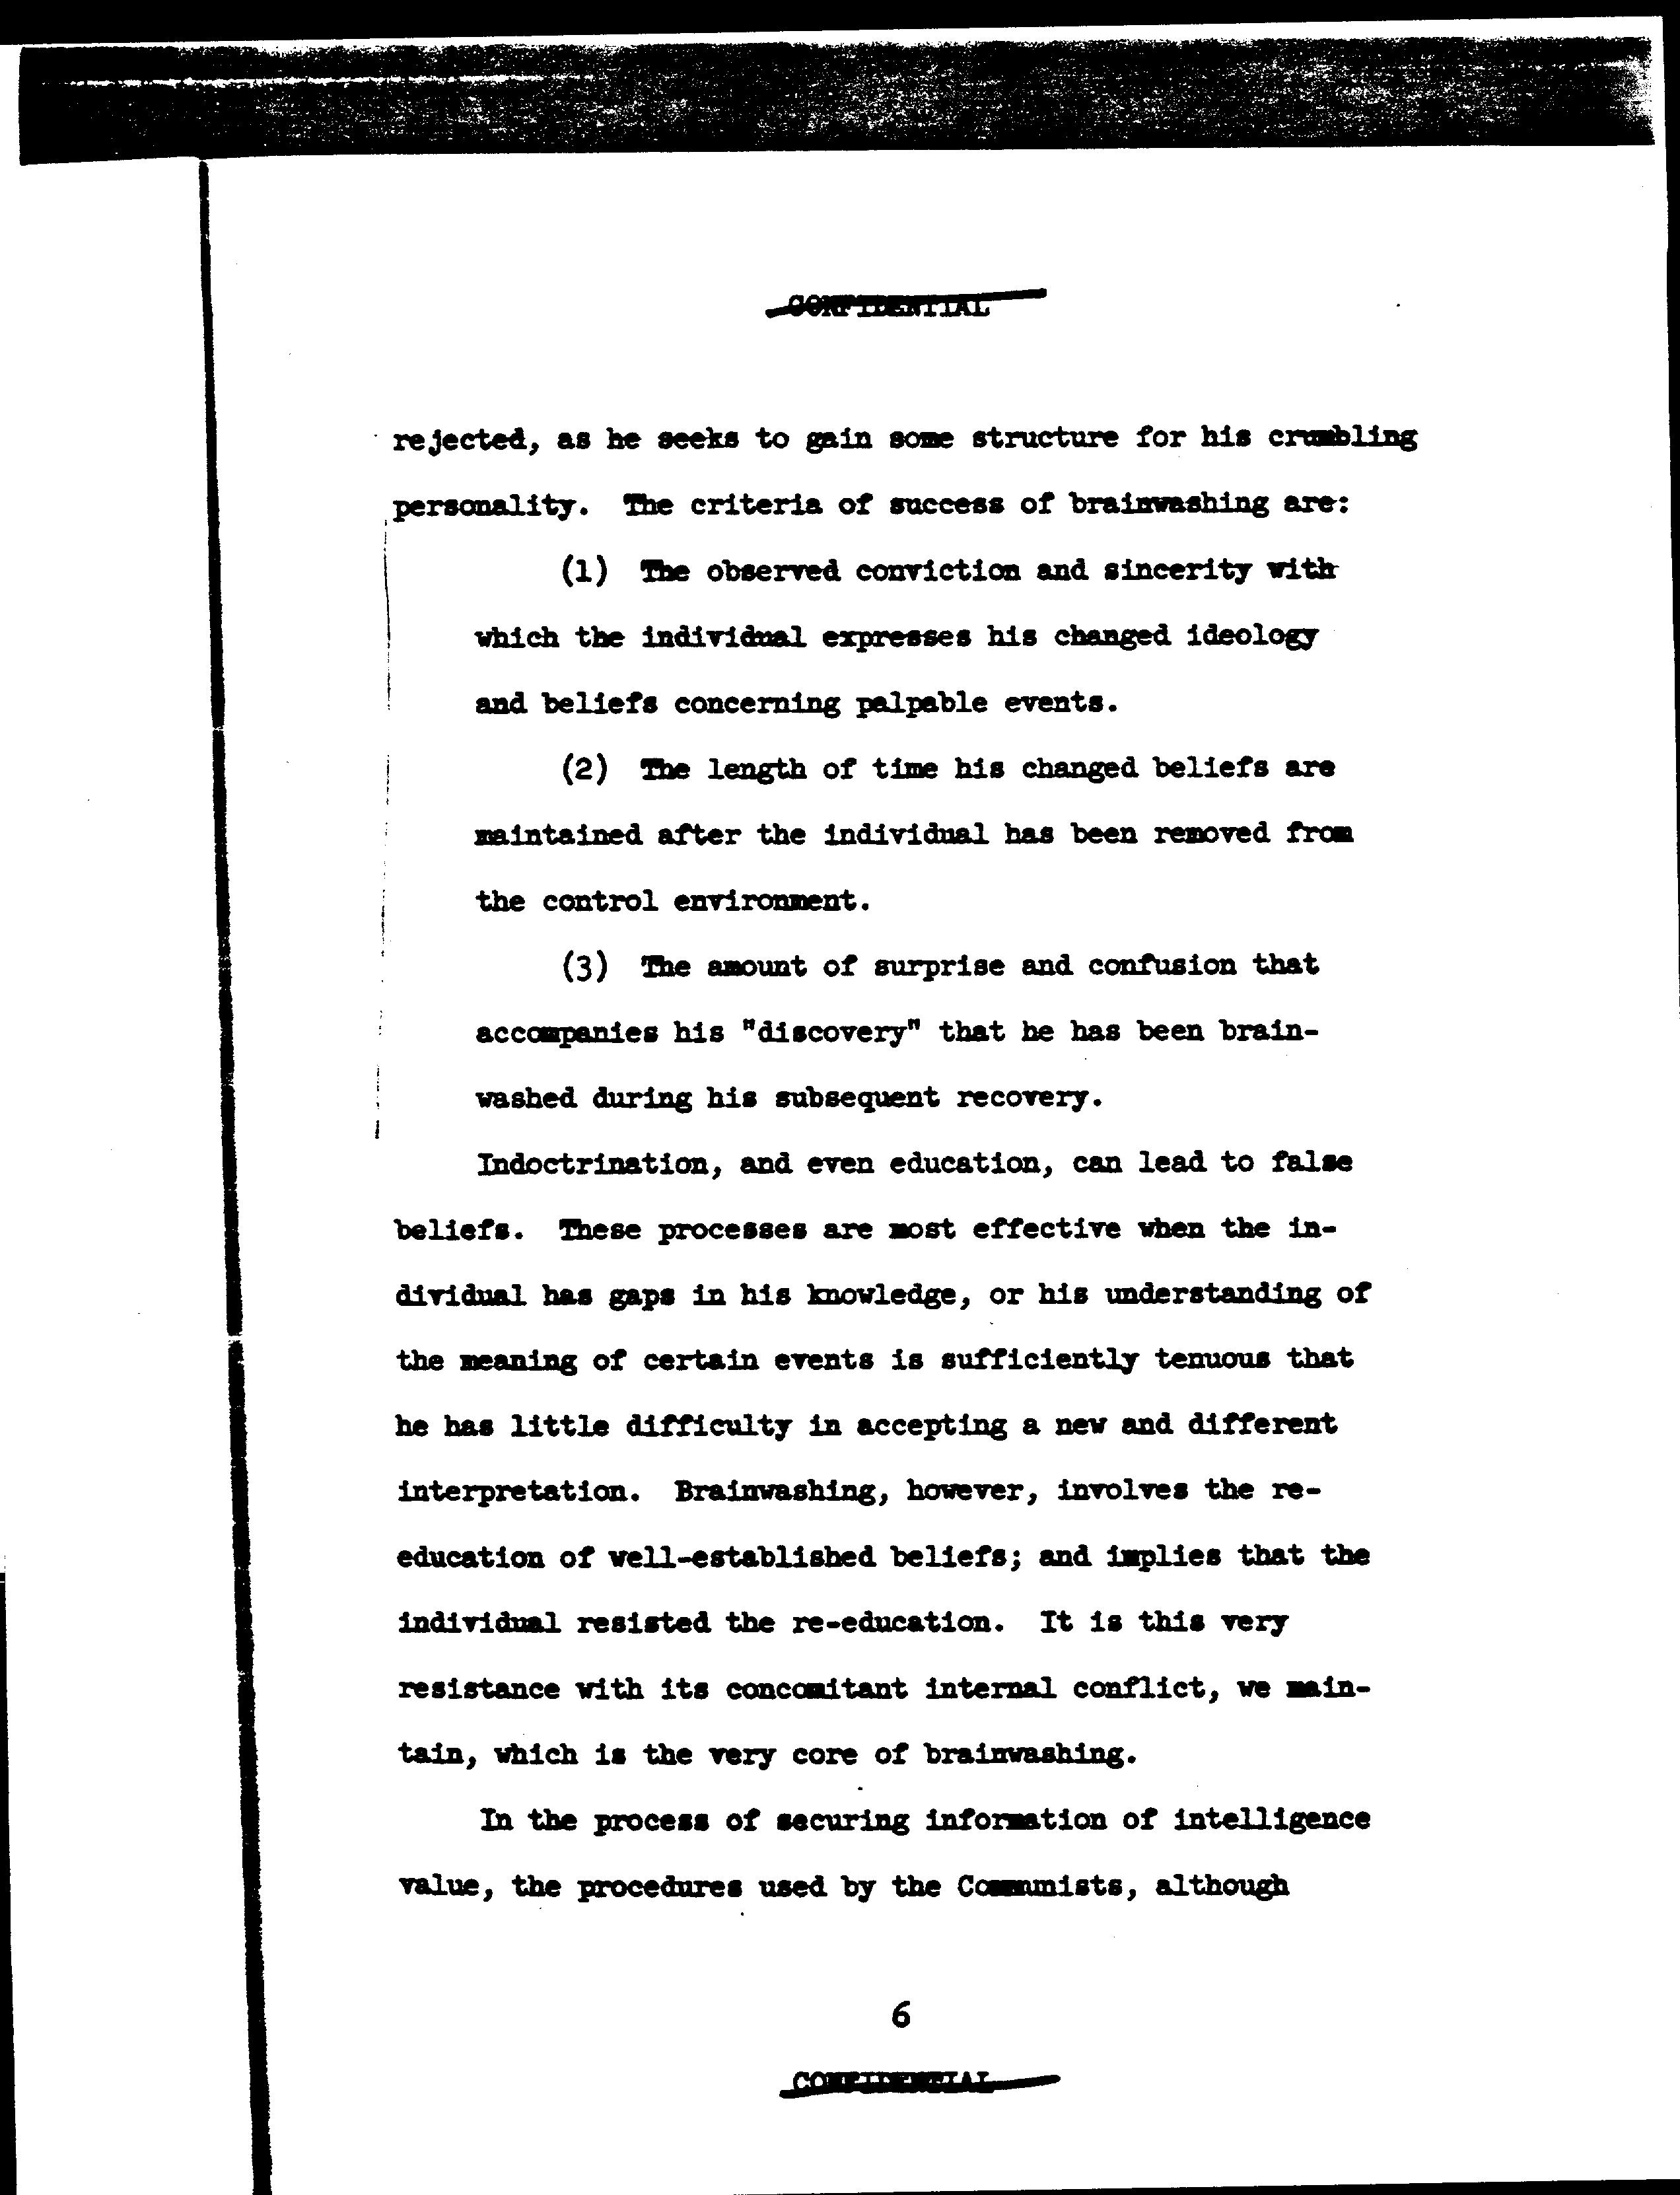 CONFIDENTIAL
rejected, as he seeks to gain some structure for his crumbling
personality. The criteria of success of brainwashing are:
(1) The observed conviction and sincerity with
which the individual expresses his changed ideology
and beliefs concerning palpable events.
(2) The length of time his changed beliefs are
maintained after the individual has been removed from
the control environment.
(3) The amount of surprise and confusion that
accompanies his "discovery" that he has been brain-
washed during his subsequent recovery.
Indoctrination, and even education, can lead to false
beliefs. These processes are most effective when the in-
dividual has gaps in his knowledge, or his understanding of
the meaning of certain events is sufficiently tenuous that
he has little difficulty in accepting a new and different
interpretation. Brainwashing, however, involves the re-
education of well-established beliefs; and implies that the
individual resisted the re-education. It is this very
resistance with its concomitant internal conflict, we main-
tain, which is the very core of brainwashing.
In the process of securing information of intelligence
value, the procedures used by the Communists, although
6
CONFIDENTIAL